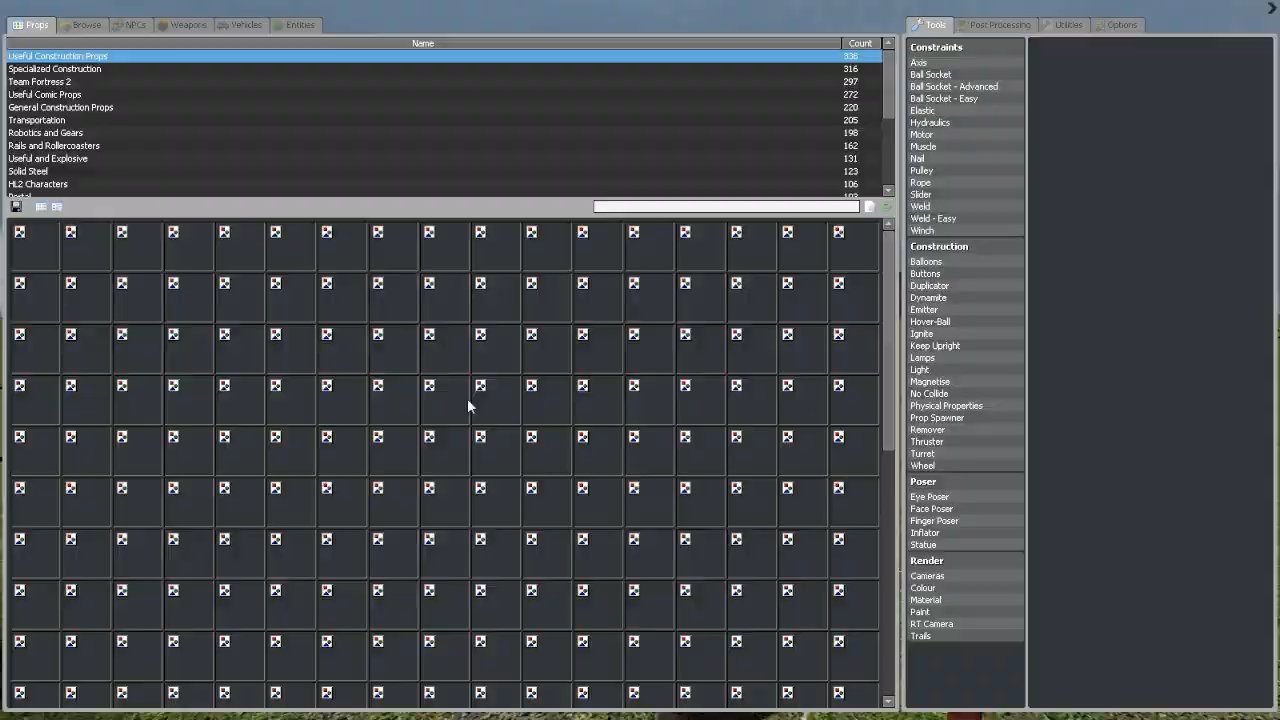 Props Browse NPCs Weapons Vehicles Entities
Name Count
Useful Construction Props 336
Specialized Construction 316
Team Fortress 2 297
Useful Comic Props 272
General Construction Props 220
Transportation 205
Robotics and Gears 198
Rails and Rollercoasters 162
Useful and Explosive 131
Solid Steel 123
HL2 Characters 106
Tools Post Processing Utilities Options
Constraints
Axis
Ball Socket
Ball Socket - Advanced
Ball Socket - Easy
Elastic
Hydraulics
Motor
Muscle
Nail
Pulley
Rope
Slider
Weld
Weld - Easy
Winch
Construction
Balloons
Buttons
Duplicator
Dynamite
Emitter
Hover-Ball
Ignite
Keep Upright
Lamps
Light
Magnetise
No Collide
Physical Properties
Prop Spawner
Remover
Thruster
Turret
Wheel
Poser
Eye Poser
Face Poser
Finger Poser
Inflator
Statue
Render
Cameras
Colour
Material
Paint
RT Camera
Trails